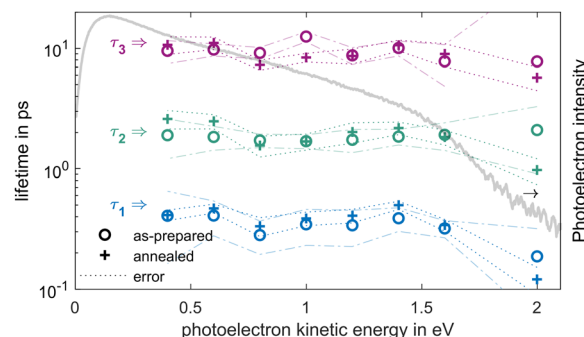 10¹
10⁰
10⁻¹
lifetime in ps
τ₃ ⇒
τ₂ ⇒
τ₁ ⇒
as-prepared
annealed
error
→
Photoelectron intensity
0 0.5 1 1.5 2
photoelectron kinetic energy in eV